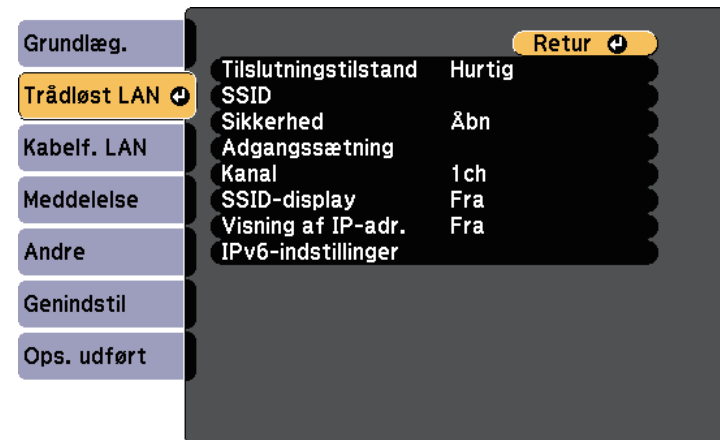 Grundlæg.
Trådløst LAN
Kabelf. LAN
Meddelelse
Andre
Genindstil
Ops. udført
Retur
Tilslutningstilstand Hurtig
SSID
Sikkerhed Åbn
Adgangssætning
Kanal 1ch
SSID-display Fra
Visning af IP-adr. Fra
IPv6-indstillinger